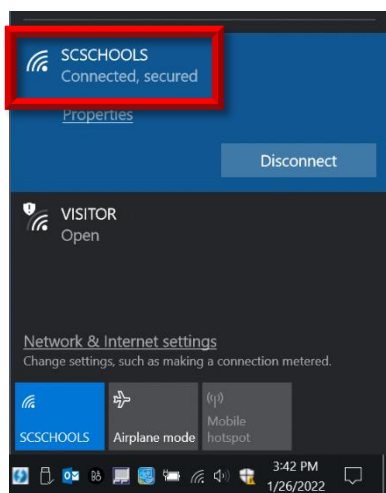 SCSCHOOLS
Connected, secured
Properties
Disconnect
VISITOR
Open
Network & Internet settings
Change settings, such as making a connection metered.
SCSCHOOLS
Airplane mode
Mobile
hotspot
3:42 PM
1/26/2022